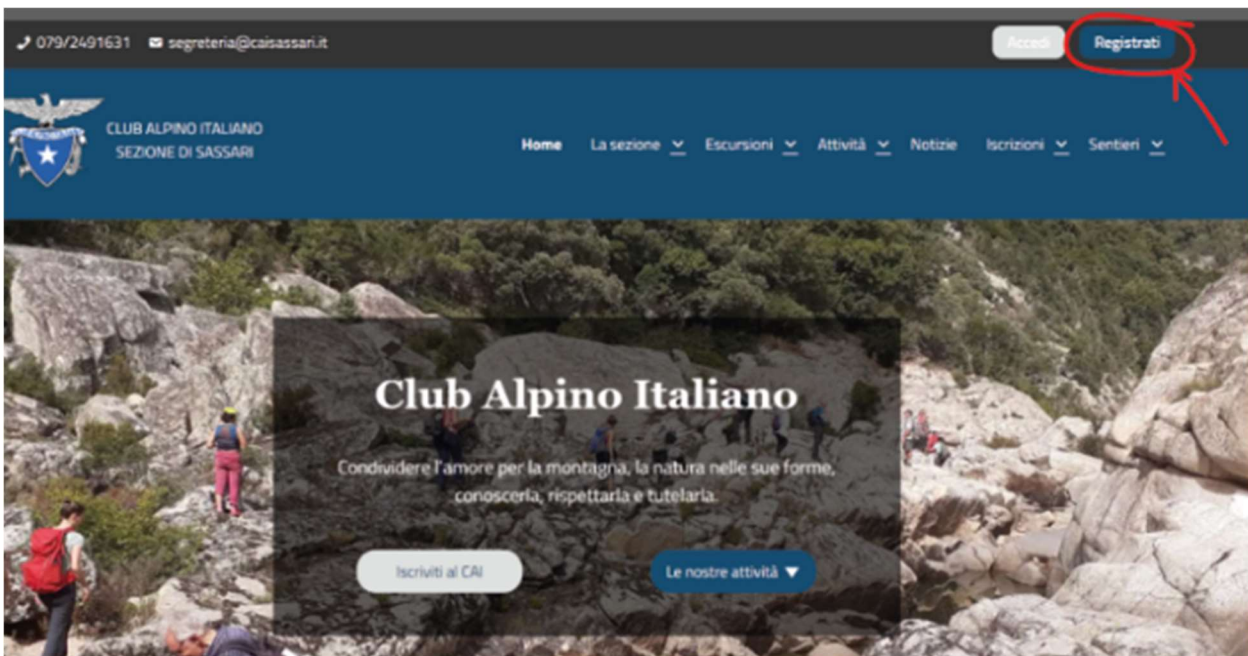 079/2491631 segreteria@caisassari.it Accedi Registrati
CLUB ALPINO ITALIANO
SEZIONE DI SASSARI
Home La sezione Escursioni Attività Notizie Iscrizioni Sentieri
Club Alpino Italiano
Condividere l'amore per la montagna, la natura nelle sue forme,
conoscerla, rispettarla e tutelarla.
Iscriviti al CAI Le nostre attività